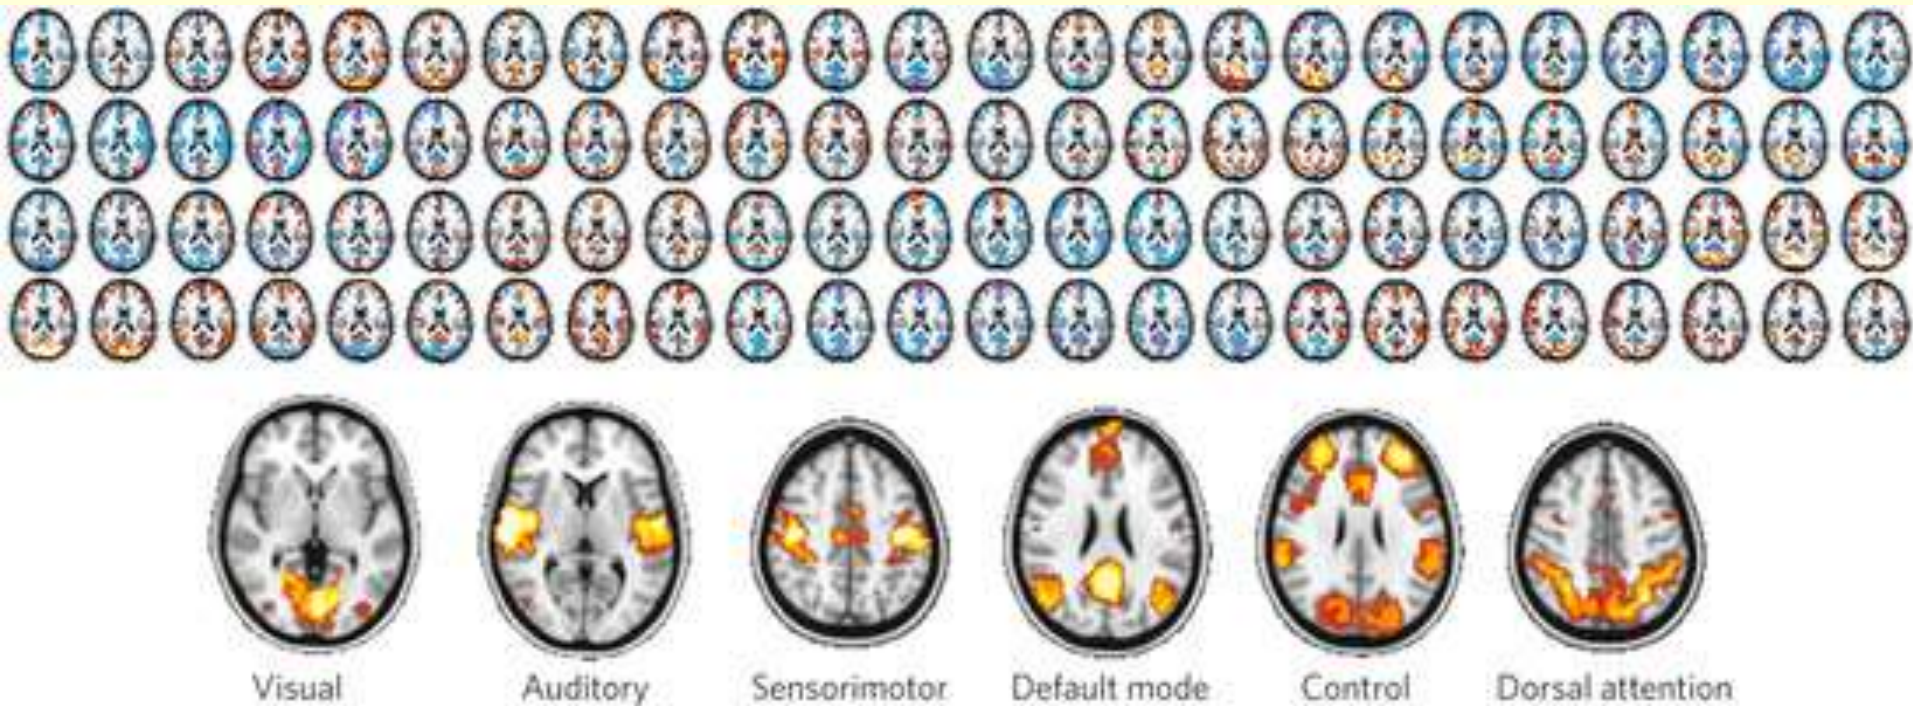 Visual
Auditory
Sensorimotor
Default mode
Control
Dorsal attention